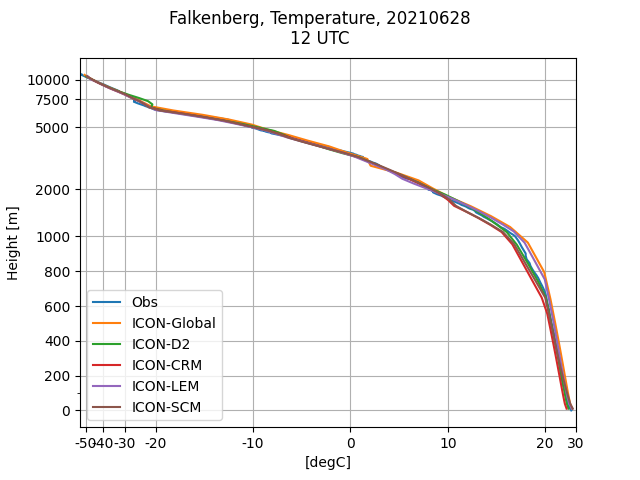 Falkenberg, Temperature, 20210628
12 UTC
Height [m]
10000
7500
5000
2000
1000
800
600
400
200
0
Obs
ICON-Global
ICON-D2
ICON-CRM
ICON-LEM
ICON-SCM
-50 -40 -30 -20 -10 0 10 20 30
[degC]